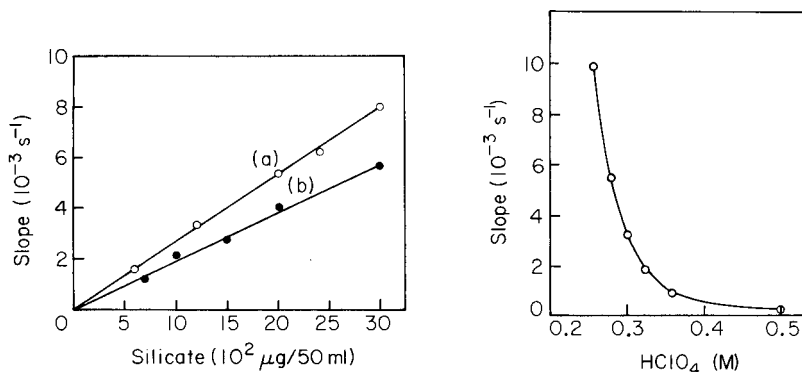 10
8
6
4
2
0
Slope (10⁻³ s⁻¹)
(a)
(b)
5 10 15 20 25 30
Silicate (10² μg/50 ml)
10
8
6
4
2
0
Slope (10⁻³ s⁻¹)
0.2 0.3 0.4 0.5
HClO₄ (M)